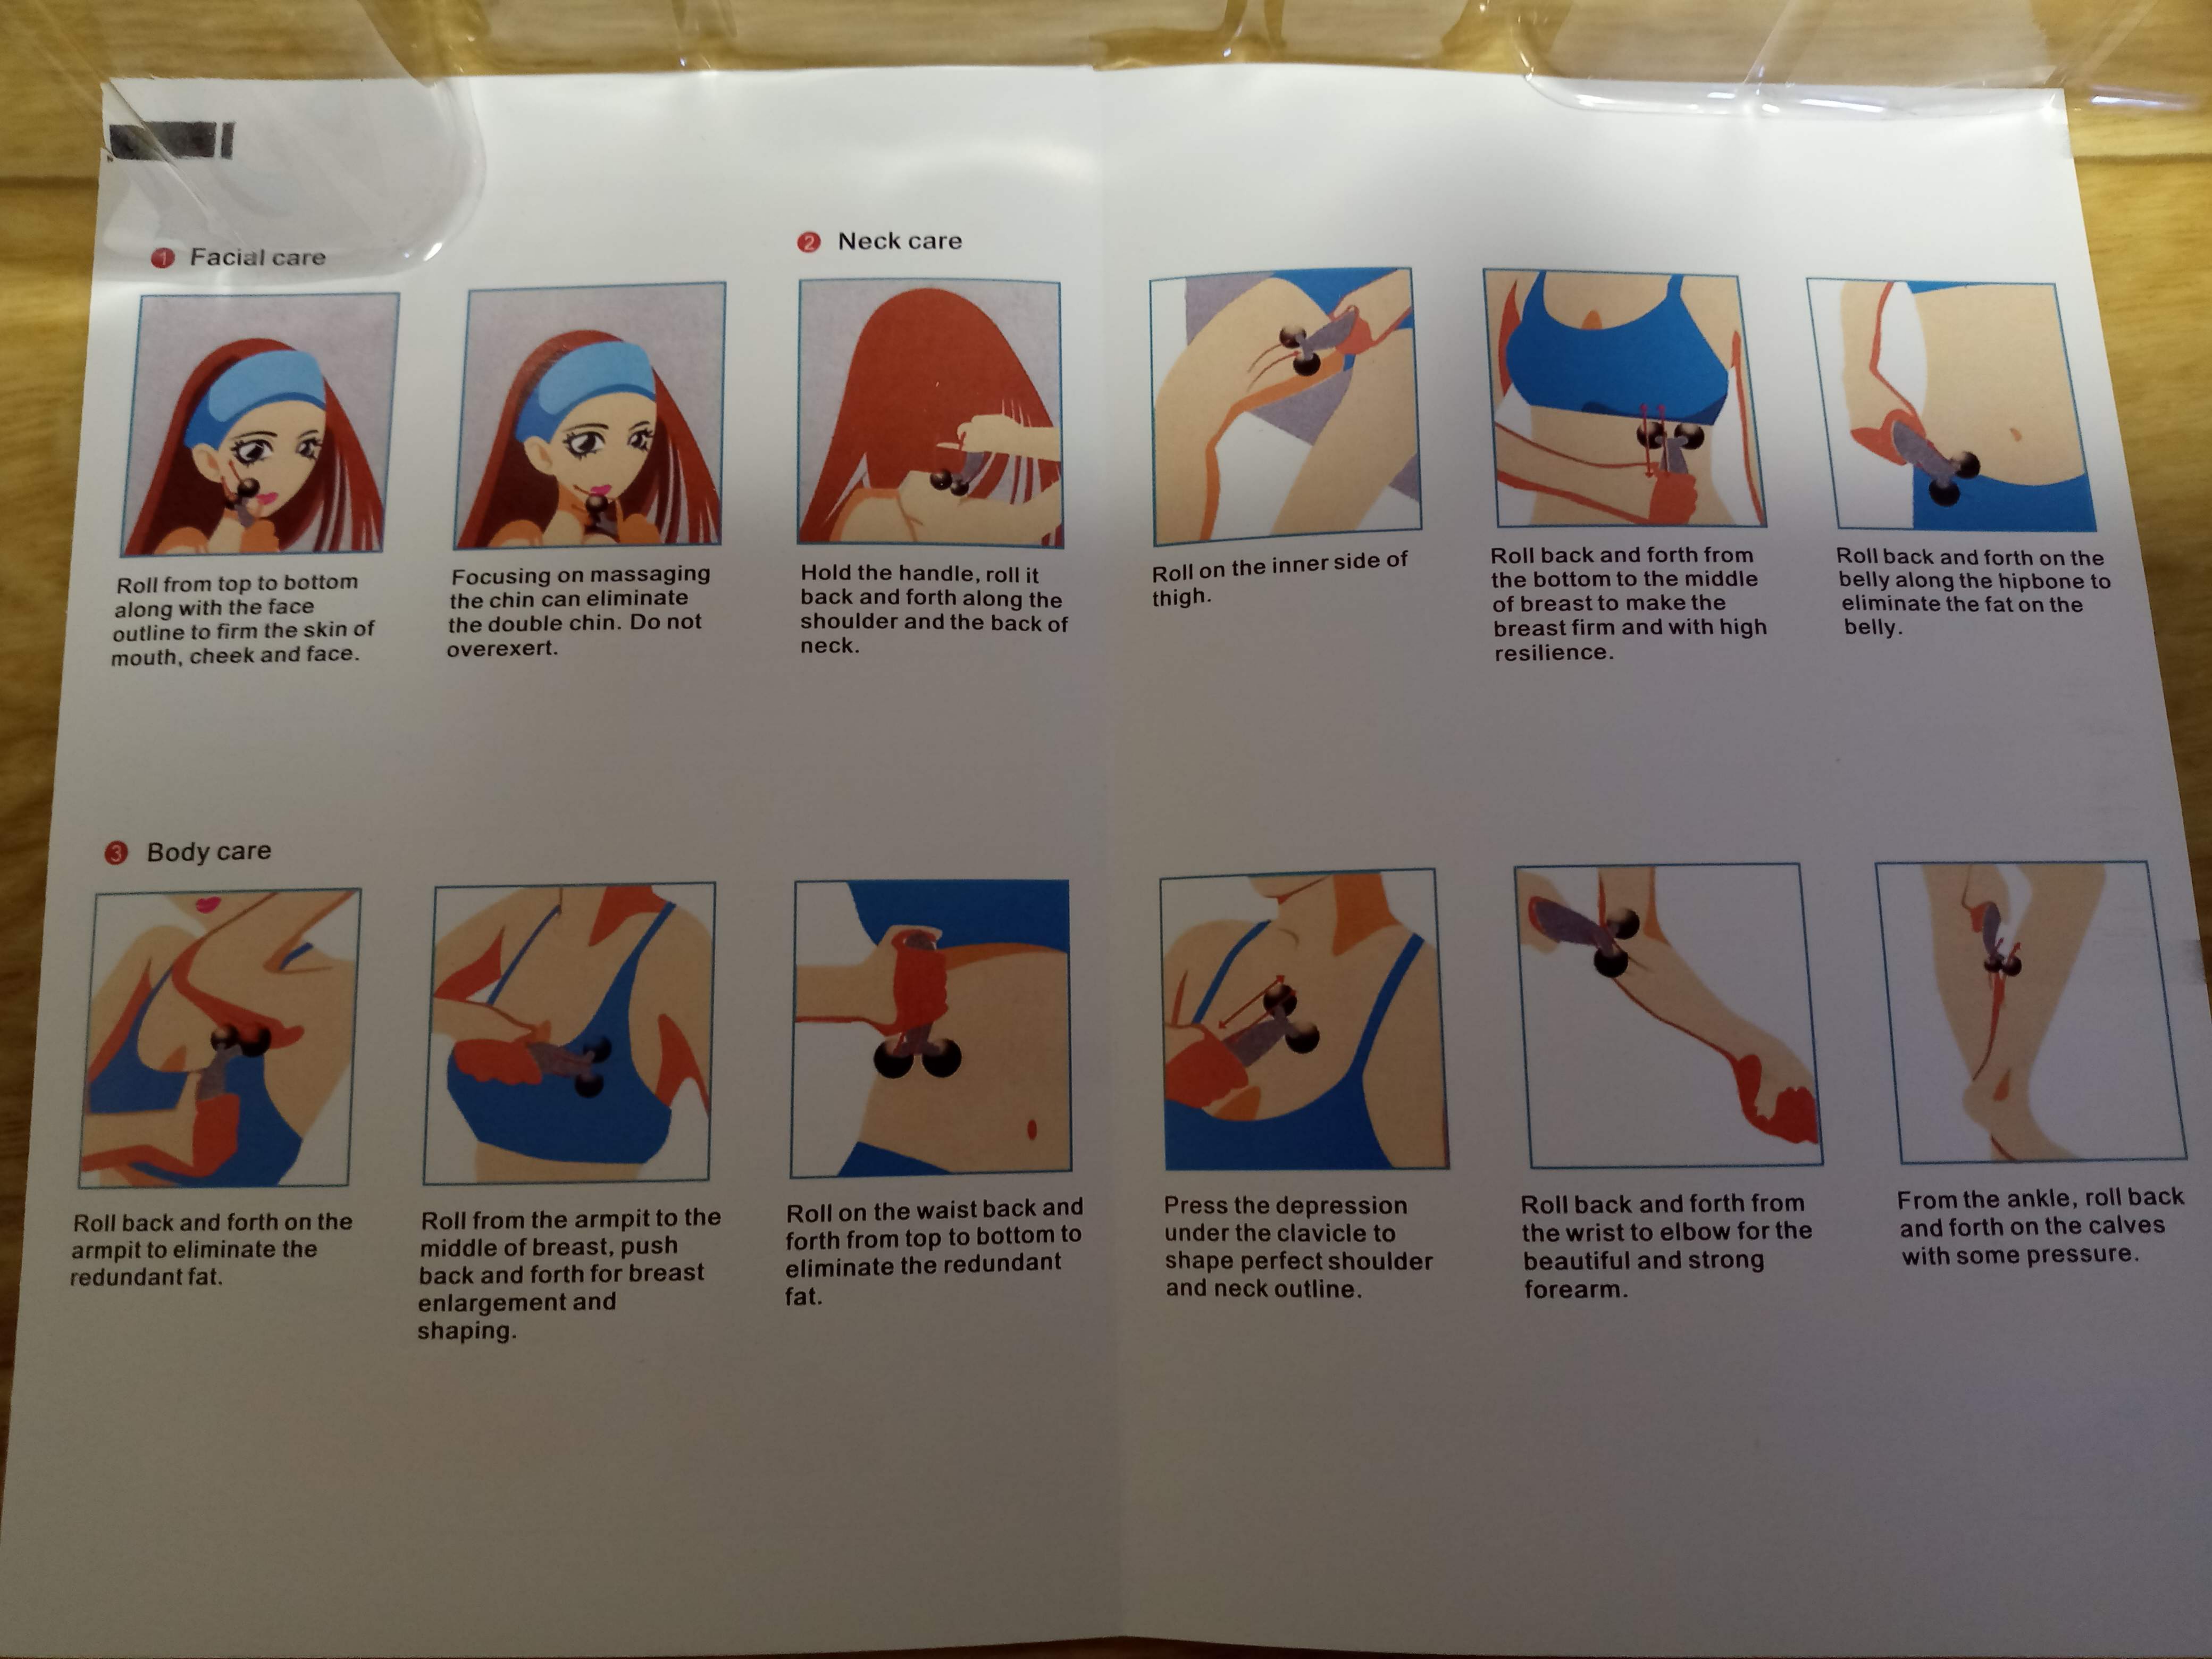 1 Facial care
Roll from top to bottom
along with the face
outline to firm the skin of
mouth, cheek and face.
Focusing on massaging
the chin can eliminate
the double chin. Do not
overexert.
2 Neck care
Hold the handle, roll it
back and forth along the
shoulder and the back of
neck.
Roll on the inner side of
thigh.
Roll back and forth from
the bottom to the middle
of breast to make the
breast firm and with high
resilience.
Roll back and forth on the
belly along the hipbone to
eliminate the fat on the
belly.
3 Body care
Roll back and forth on the
armpit to eliminate the
redundant fat.
Roll from the armpit to the
middle of breast, push
back and forth for breast
enlargement and
shaping.
Roll on the waist back and
forth from top to bottom to
eliminate the redundant
fat.
Press the depression
under the clavicle to
shape perfect shoulder
and neck outline.
Roll back and forth from
the wrist to elbow for the
beautiful and strong
forearm.
From the ankle, roll back
and forth on the calves
with some pressure.